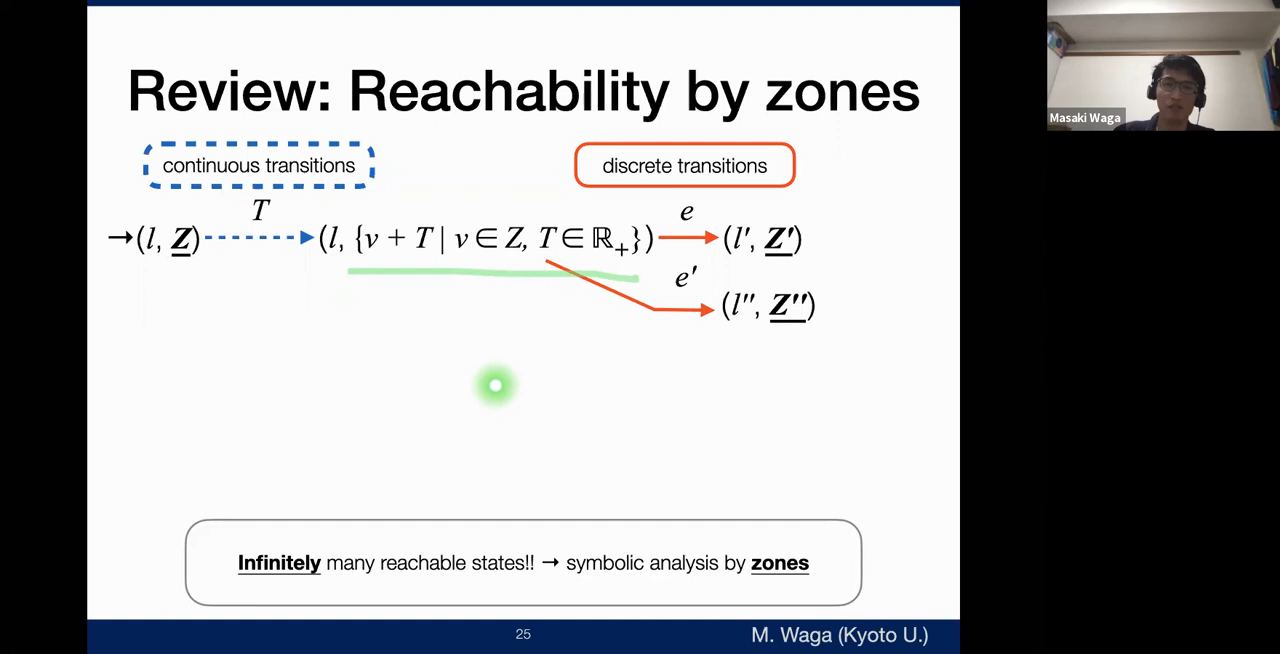 Review: Reachability by zones
continuous transitions
discrete transitions
T
e
→(l, Z)
(l, {ν + T | ν ∈ Z, T ∈ ℝ₊})
(l′, Z′)
e′
(l′′, Z′′)
Infinitely many reachable states!! → symbolic analysis by zones
25
M. Waga (Kyoto U.)
Masaki Waga